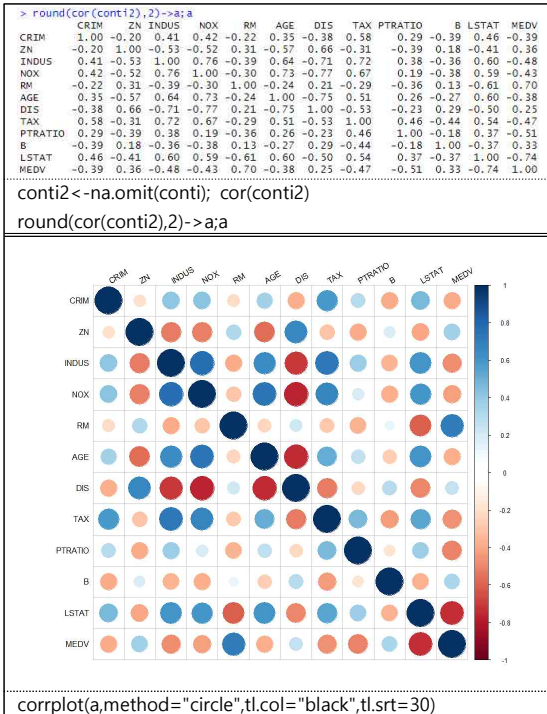 > round(cor(conti2),2)->a;a
CRIM ZN INDUS NOX RM AGE DIS TAX PTRATIO B LSTAT MEDV
CRIM 1.00 -0.20 0.41 0.42 -0.22 0.35 -0.38 0.58 0.29 -0.39 0.46 -0.39
ZN -0.20 1.00 -0.53 -0.52 0.31 -0.57 0.66 -0.31 -0.39 0.18 -0.41 0.36
INDUS 0.41 -0.53 1.00 0.76 -0.39 0.64 -0.71 0.72 0.38 -0.36 0.60 -0.48
NOX 0.42 -0.52 0.76 1.00 -0.30 0.73 -0.77 0.67 0.19 -0.38 0.59 -0.43
RM -0.22 0.31 -0.39 -0.30 1.00 -0.24 0.21 -0.29 -0.36 0.13 -0.61 0.70
AGE 0.35 -0.57 0.64 0.73 -0.24 1.00 -0.75 0.51 0.26 -0.27 0.60 -0.38
DIS -0.38 0.66 -0.71 -0.77 0.21 -0.75 1.00 -0.53 -0.23 0.29 -0.50 0.25
TAX 0.58 -0.31 0.72 0.67 -0.29 0.51 -0.53 1.00 0.46 -0.44 0.54 -0.47
PTRATIO 0.29 -0.39 0.38 0.19 -0.36 0.26 -0.23 0.46 1.00 -0.18 0.37 -0.51
B -0.39 0.18 -0.36 -0.38 0.13 -0.27 0.29 -0.44 -0.18 1.00 -0.37 0.33
LSTAT 0.46 -0.41 0.60 0.59 -0.61 0.60 -0.50 0.54 0.37 -0.37 1.00 -0.74
MEDV -0.39 0.36 -0.48 -0.43 0.70 -0.38 0.25 -0.47 -0.51 0.33 -0.74 1.00
conti2<-na.omit(conti); cor(conti2)
round(cor(conti2),2)->a;a
CRIM ZN INDUS NOX RM AGE DIS TAX PTRATIO B LSTAT MEDV
CRIM
ZN
INDUS
NOX
RM
AGE
DIS
TAX
PTRATIO
B
LSTAT
MEDV
1
0.8
0.6
0.4
0.2
0
-0.2
-0.4
-0.6
-0.8
-1
corrplot(a,method="circle",tl.col="black",tl.srt=30)